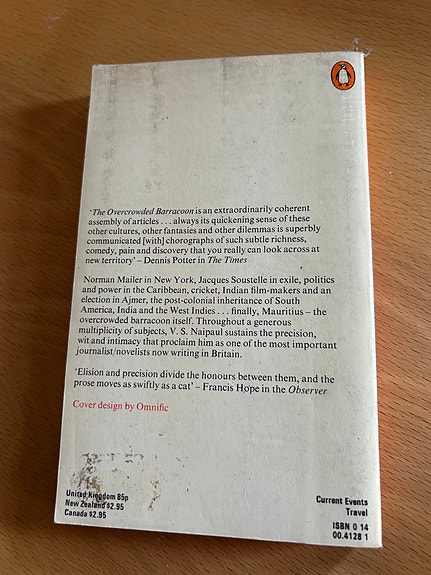 'The Overcrowded Barracoon is an extraordinarily coherent
assembly of articles . . . always its quickening sense of these
other cultures, other fantasies and other dilemmas is superbly
communicated [with] chorographs of such subtle richness,
comedy, pain and discovery that you really can look across at
new territory' – Dennis Potter in The Times
Norman Mailer in New York, Jacques Soustelle in exile, politics
and power in the Caribbean, cricket, Indian film-makers and an
election in Ajmer, the post-colonial inheritance of South
America, India and the West Indies . . . finally, Mauritius – the
overcrowded barracoon itself. Throughout a generous
multiplicity of subjects, V. S. Naipaul sustains the precision,
wit and intimacy that proclaim him as one of the most important
journalist/novelists now writing in Britain.
'Elision and precision divide the honours between them, and the
prose moves as swiftly as a cat' – Francis Hope in the Observer
Cover design by Omnific
United Kingdom 85p
New Zealand $2.95
Canada $2.95
Current Events
Travel
ISBN 0 14
00.4128 1